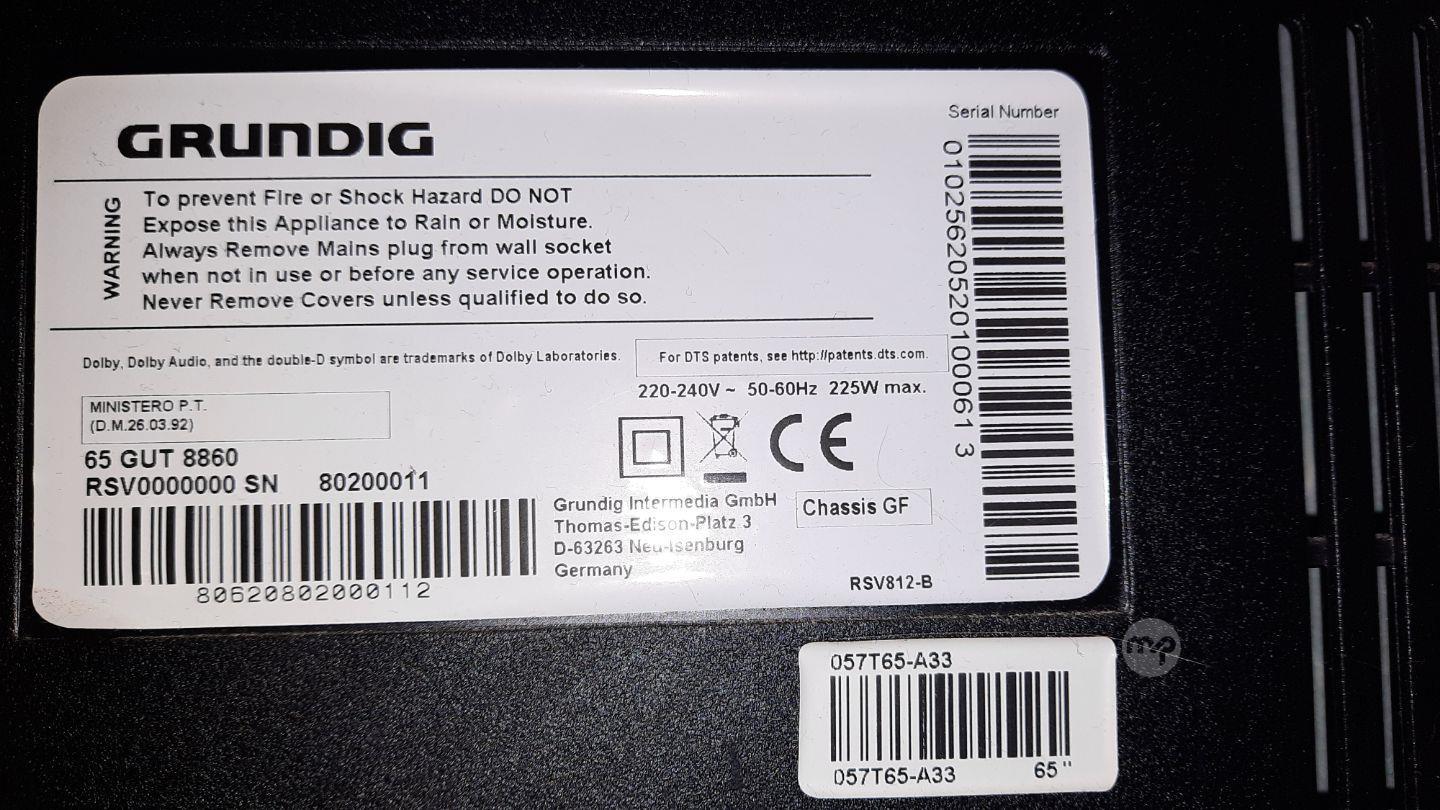 GRUNDIG
WARNING
To prevent Fire or Shock Hazard DO NOT
Expose this Appliance to Rain or Moisture.
Always Remove Mains plug from wall socket
when not in use or before any service operation.
Never Remove Covers unless qualified to do so.
Dolby, Dolby Audio, and the double-D symbol are trademarks of Dolby Laboratories.
For DTS patents, see http://patents.dts.com.
220-240V ~ 50-60Hz 225W max.
MINISTERO P.T.
(D.M.26.03.92)
65 GUT 8860
RSV0000000 SN 80200011
80620802000112
CE
Grundig Intermedia GmbH
Thomas-Edison-Platz 3
D-63263 Neu-Isenburg
Germany
Chassis GF
RSV812-B
Serial Number
01025620520100061 3
057T65-A33
057T65-A33 65"
mp